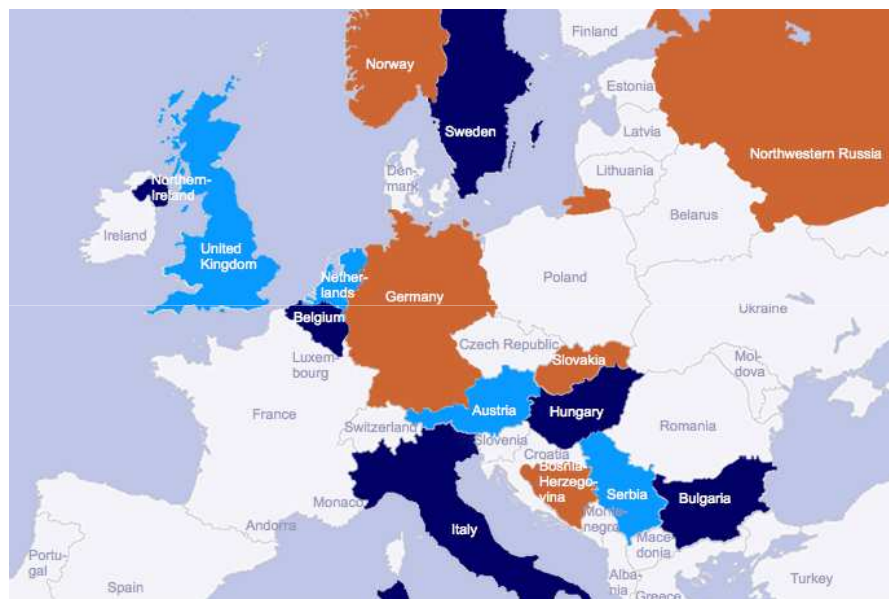 Finland
Norway
Estonia
Sweden
Latvia
Northwestern Russia
Den-
mark
Lithuania
Northern-
Ireland
Belarus
Ireland
United
Kingdom
Nether-
lands
Poland
Germany
Ukraine
Belgium
Czech Republic
Luxem-
bourg
Slovakia
Mol-
dova
France
Austria
Hungary
Switzerland
Romania
Slovenia
Croatia
Bosnia-
Herzego-
vina
Serbia
Bulgaria
Monaco
Monte-
negro
Andorra
Italy
Mace-
donia
Portu-
gal
Spain
Alba-
nia
Turkey
Greece